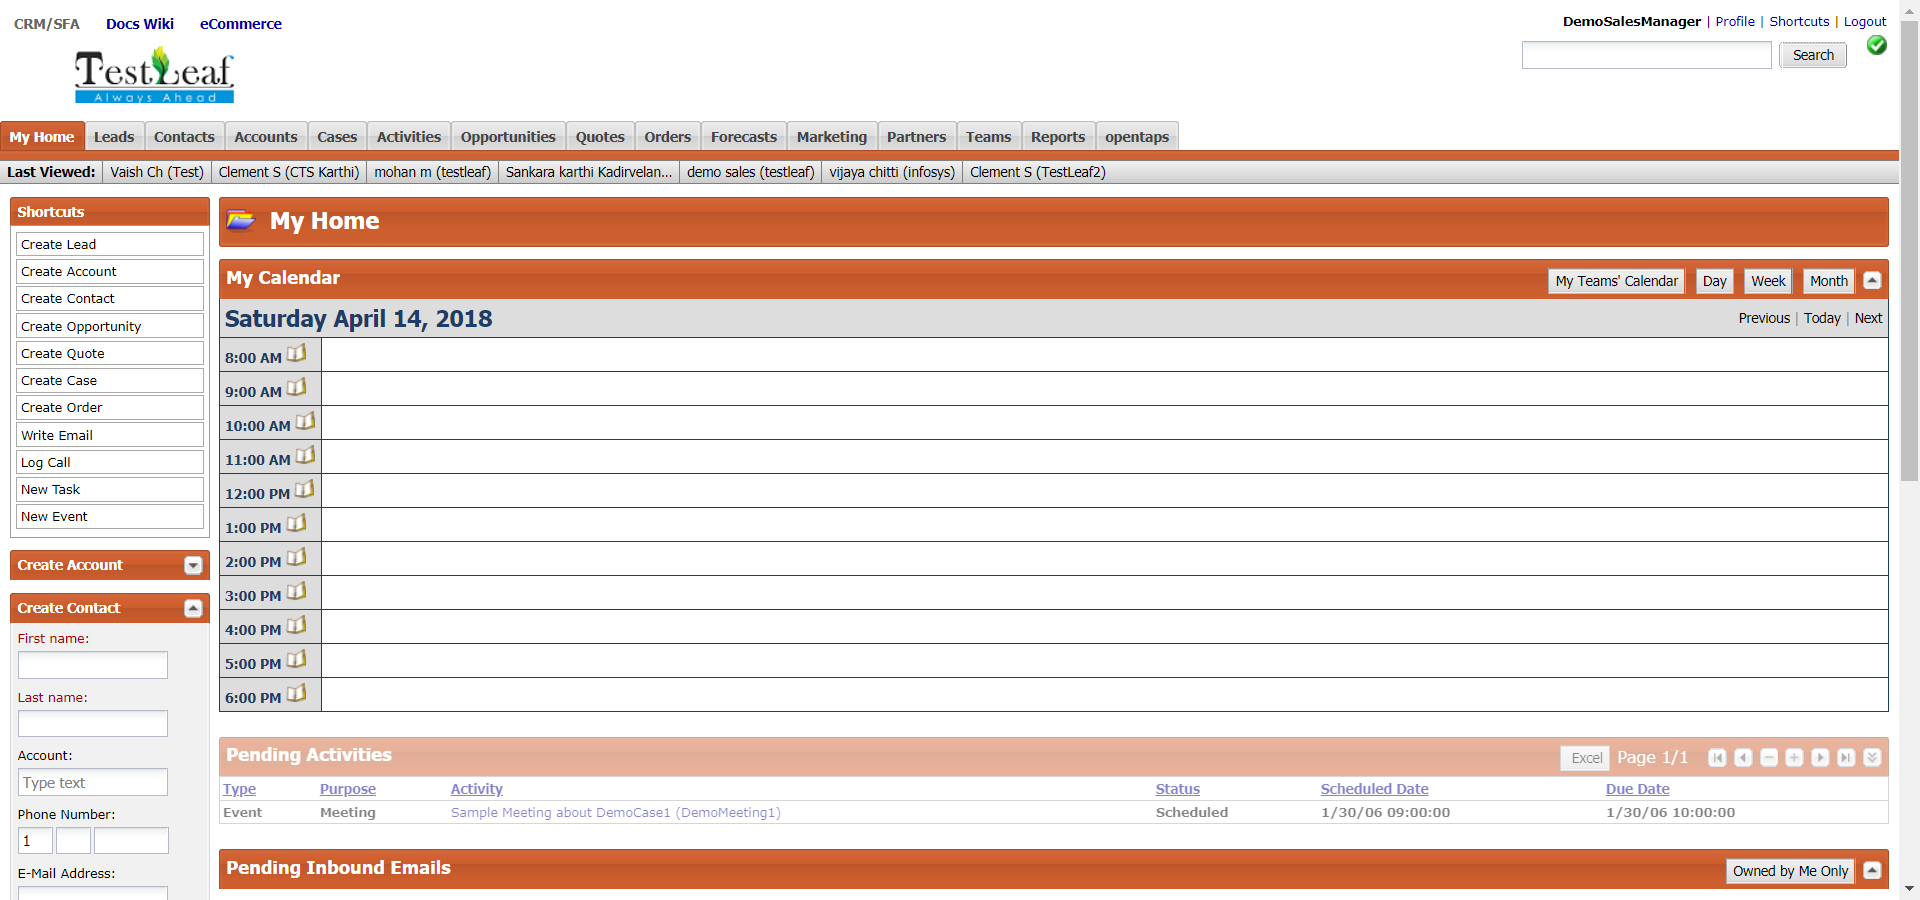 CRM/SFA Docs Wiki eCommerce
DemoSalesManager | Profile | Shortcuts | Logout
Search
TestLeaf
Always Ahead
My Home Leads Contacts Accounts Cases Activities Opportunities Quotes Orders Forecasts Marketing Partners Teams Reports opentaps
Last Viewed: Vaish Ch (Test) Clement S (CTS Karthi) mohan m (testleaf) Sankara karthi Kadirvelan... demo sales (testleaf) vijaya chitti (infosys) Clement S (TestLeaf2)
Shortcuts
Create Lead
Create Account
Create Contact
Create Opportunity
Create Quote
Create Case
Create Order
Write Email
Log Call
New Task
New Event
Create Account
Create Contact
First name:
Last name:
Account:
Type text
Phone Number:
1
E-Mail Address:
My Home
My Calendar
My Teams' Calendar Day Week Month
Saturday April 14, 2018
Previous | Today | Next
8:00 AM
9:00 AM
10:00 AM
11:00 AM
12:00 PM
1:00 PM
2:00 PM
3:00 PM
4:00 PM
5:00 PM
6:00 PM
Pending Activities
Excel Page 1/1
Type Purpose Activity Status Scheduled Date Due Date
Event Meeting Sample Meeting about DemoCase1 (DemoMeeting1) Scheduled 1/30/06 09:00:00 1/30/06 10:00:00
Pending Inbound Emails
Owned by Me Only